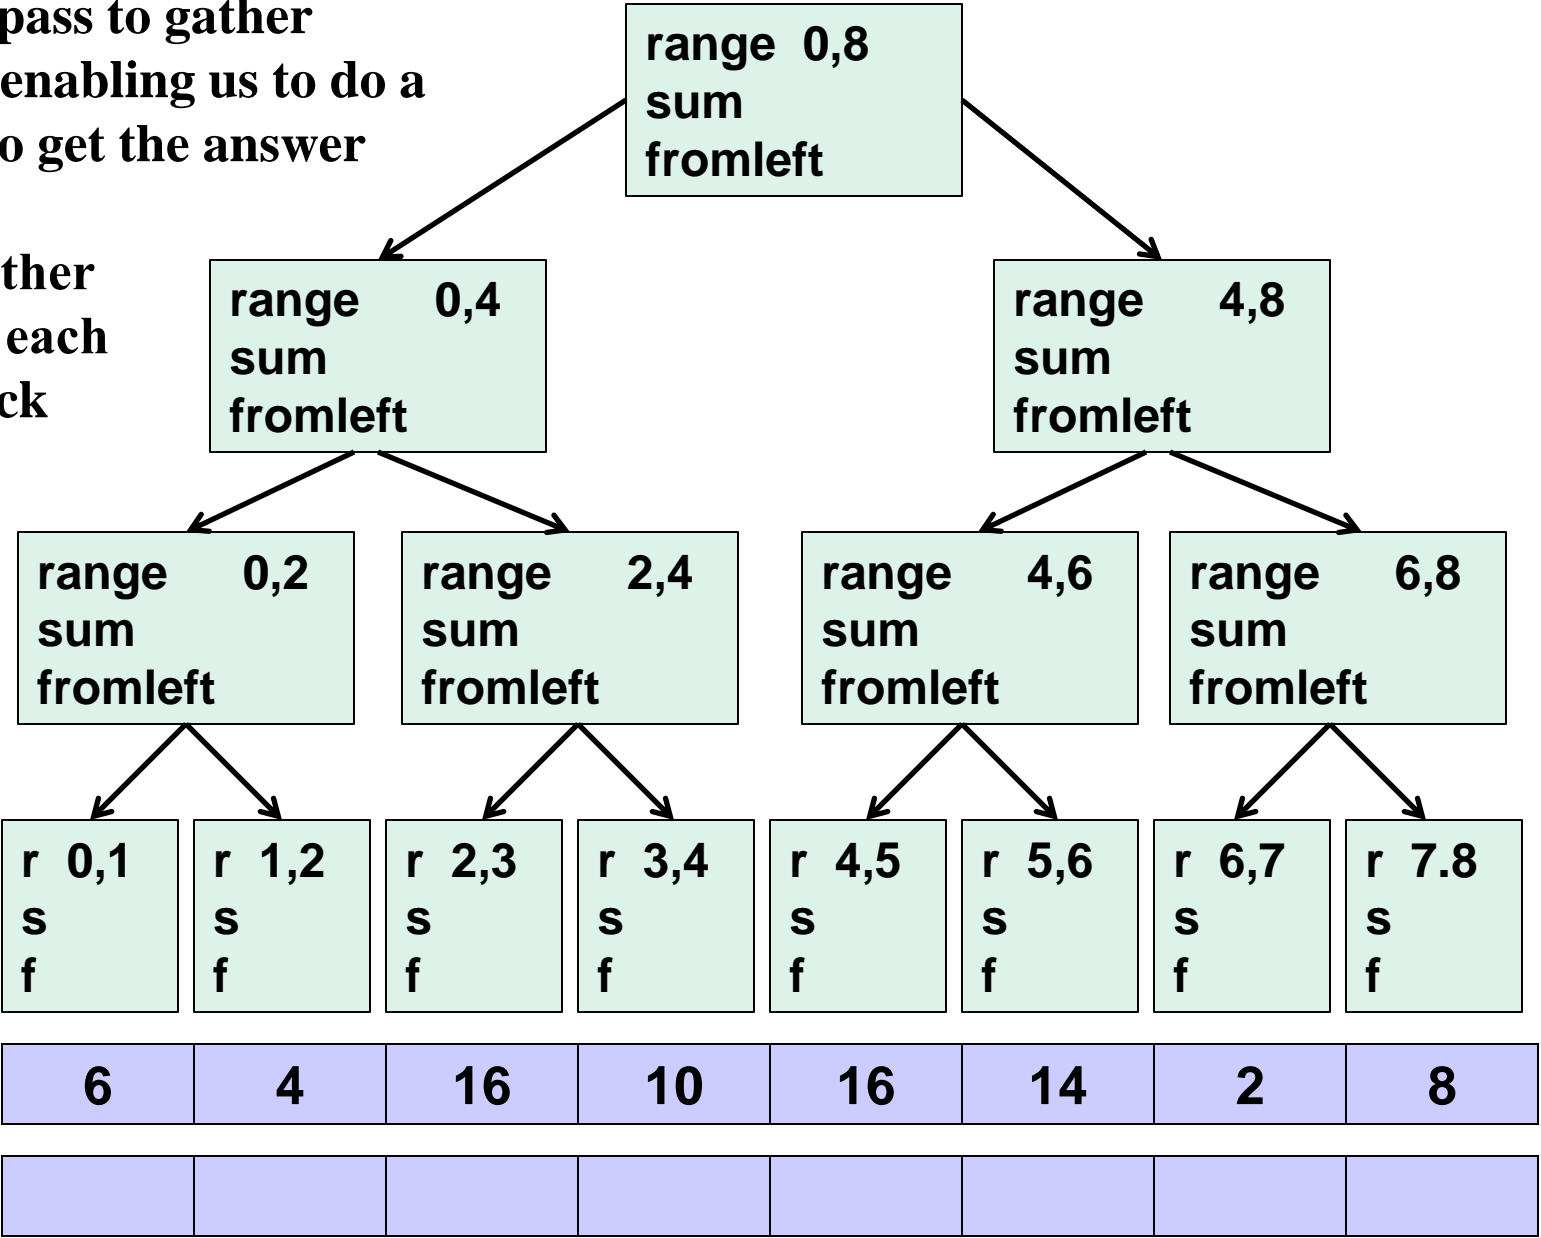 pass to gather
enabling us to do a
o get the answer
range 0,8
sum
fromleft
ther
each
ck
range 0,4
sum
fromleft
range 4,8
sum
fromleft
range 0,2
sum
fromleft
range 2,4
sum
fromleft
range 4,6
sum
fromleft
range 6,8
sum
fromleft
r 0,1
s
f
r 1,2
s
f
r 2,3
s
f
r 3,4
s
f
r 4,5
s
f
r 5,6
s
f
r 6,7
s
f
r 7.8
s
f
6 4 16 10 16 14 2 8